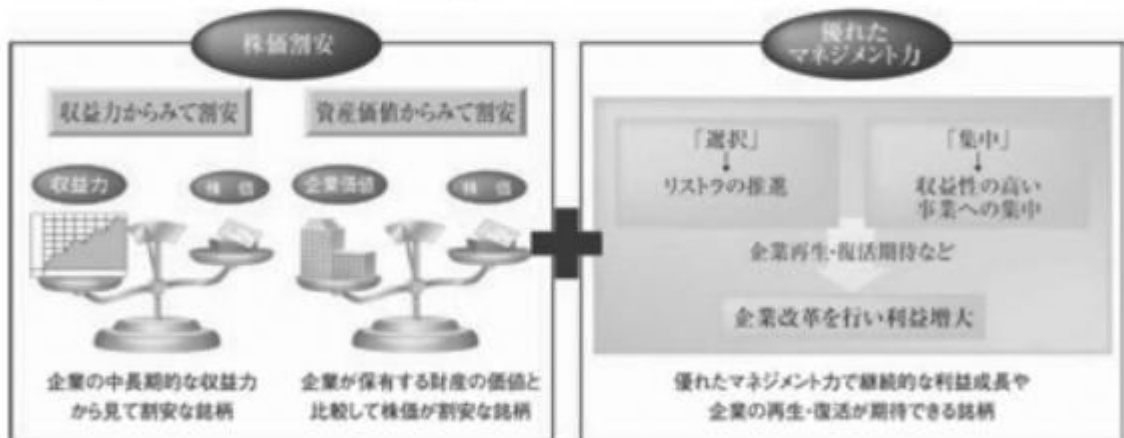 株価割安
収益力からみて割安
資産価値からみて割安
収益力
株価
企業価値
株価
企業の中長期的な収益力
から見て割安な銘柄
企業が保有する財産の価値と
比較して株価が割安な銘柄
優れた
マネジメント力
「選択」
リストラの推進
「集中」
収益性の高い
事業への集中
企業再生・復活期待など
企業改革を行い利益増大
優れたマネジメント力で継続的な利益成長や
企業の再生・復活が期待できる銘柄